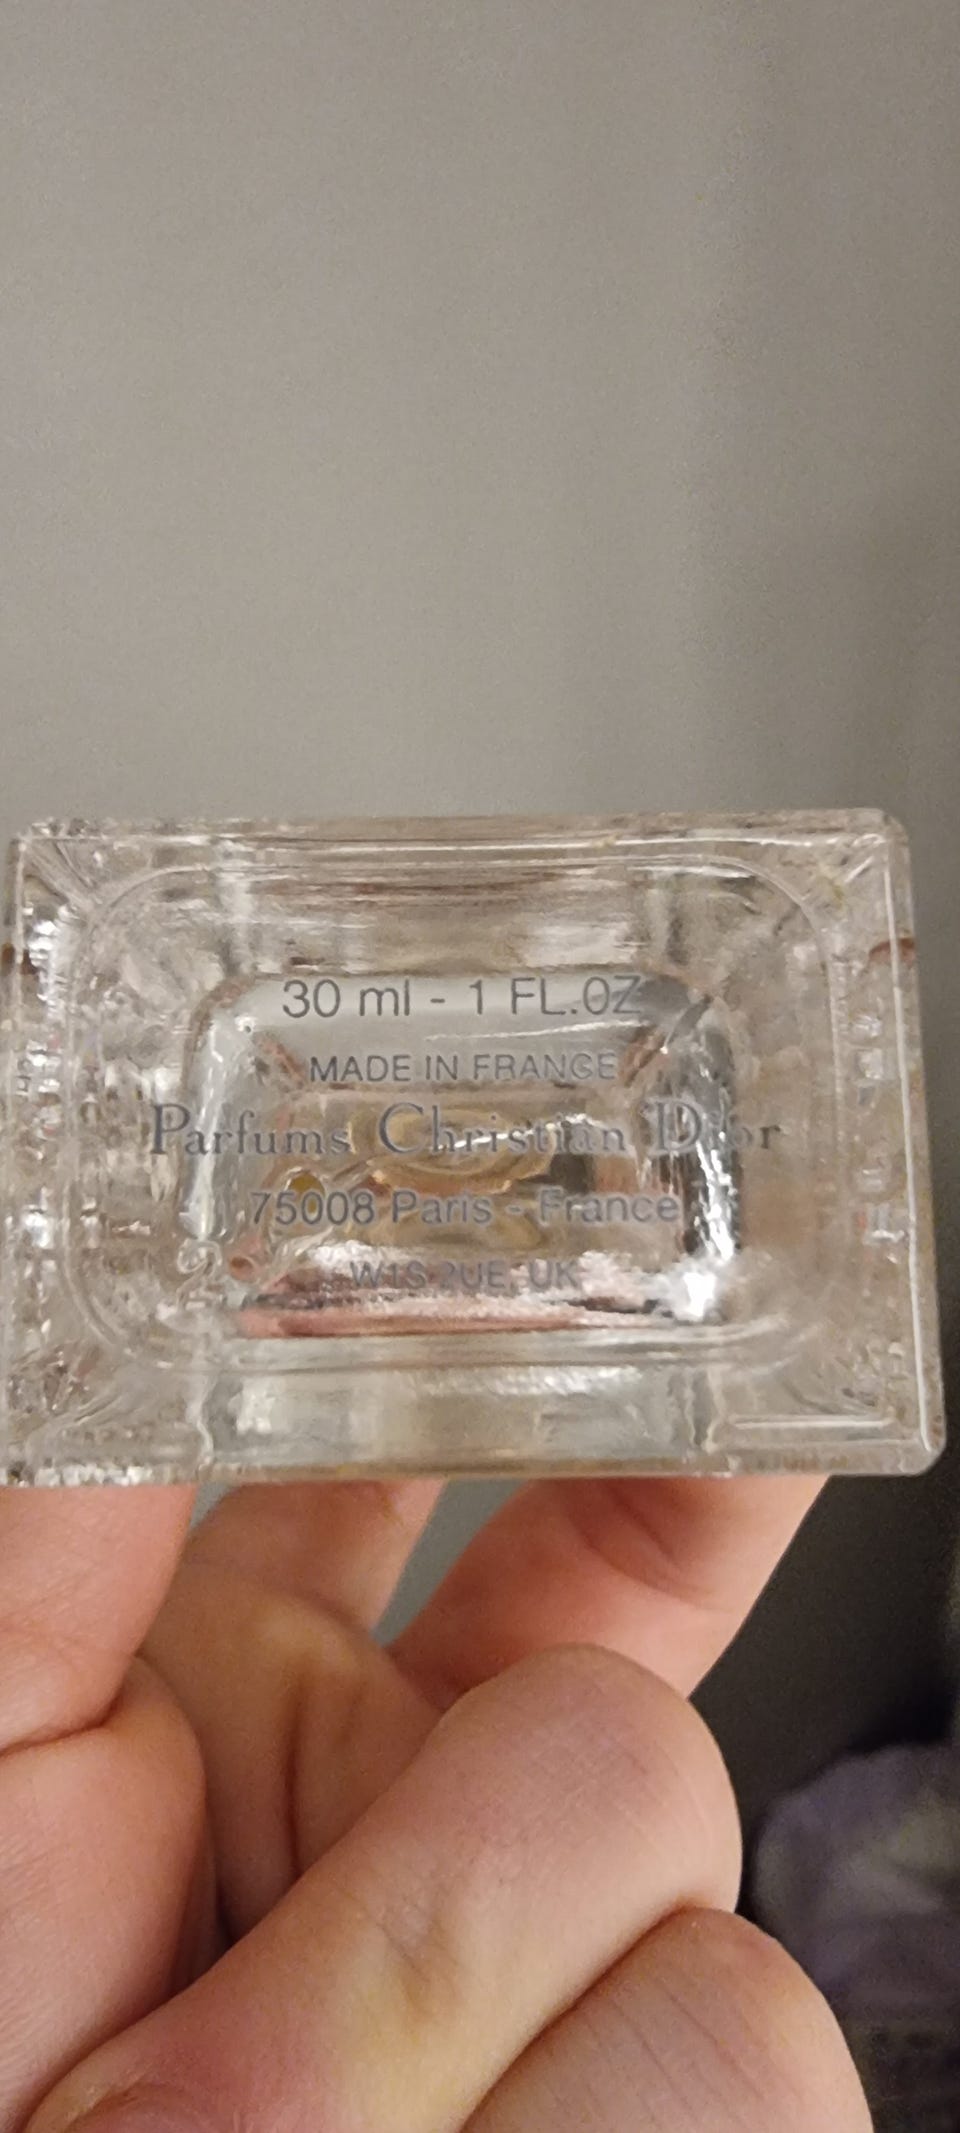 30 ml - 1 FL.OZ
MADE IN FRANCE
Parfums Christian Dior
75008 Paris - France
W1S 2UE, UK